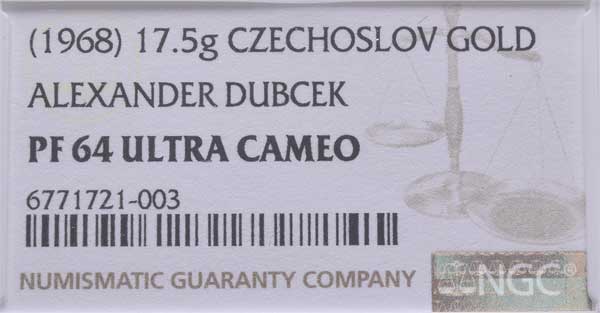 (1968) 17.5g CZECHOSLOV GOLD
ALEXANDER DUBCEK
PF 64 ULTRA CAMEO
6771721-003
NUMISMATIC GUARANTY COMPANY
NGC®